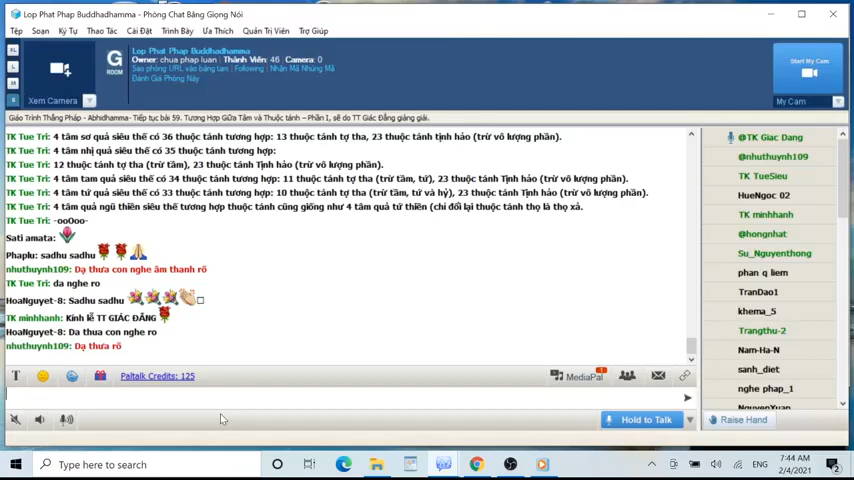 Lop Phat Phap Buddhadhamma - Phòng Chat Bằng Giọng Nói
Tệp Soạn Ký Tự Thao Tác Cài Đặt Trình Bày Ưa Thích Quản Trị Viên Trợ Giúp
XL
L
M
Xem Camera
G
ROOM
Lop Phat Phap Buddhadhamma
Owner: chua phap luan | Thành Viên: 46 | Camera: 0
Sao phỏng URL vào bảng tạm | Following | Nhận Mã Nhúng
Đánh Giá Phòng Này
Start My Cam
My Cam
Giáo Trình Thắng Pháp - Abhidhamma- Tiếp tục bài 59. Tương Hợp Giữa Tâm và Thuộc tánh – Phần I, sẽ do TT Giác Đẳng giảng giải.
TK Tue Tri: 4 tâm sơ quả siêu thế có 36 thuộc tánh tương hợp: 13 thuộc tánh tợ tha, 23 thuộc tánh tịnh hảo (trừ vô lượng phần).
TK Tue Tri: 4 tâm nhị quả siêu thế có 35 thuộc tánh tương hợp:
TK Tue Tri: 12 thuộc tánh tợ tha (trừ tầm), 23 thuộc tánh Tịnh hảo (trừ vô lượng phần).
TK Tue Tri: 4 tâm tam quả siêu thế có 34 thuộc tánh tương hợp: 11 thuộc tánh tợ tha (trừ tầm, tứ), 23 thuộc tánh Tịnh hảo (trừ vô lượng phần).
TK Tue Tri: 4 tâm tứ quả siêu thế có 33 thuộc tánh tương hợp: 10 thuộc tánh tợ tha (trừ tầm, tứ và hỷ), 23 thuộc tánh Tịnh hảo (trừ vô lượng phần).
TK Tue Tri: 4 tâm quả ngũ thiền siêu thế tương hợp thuộc tánh cũng giống như 4 tâm quả tứ thiền (chỉ đổi lại thuộc tánh thọ là thọ xả.
TK Tue Tri: -ooOoo-
Sati amata:
Phaplu: sadhu sadhu
nhuthuynh109: Dạ thưa con nghe âm thanh rõ
TK Tue Tri: da nghe ro
HoaNguyet-8: Sadhu sadhu
TK minhhanh: Kính lễ TT GIÁC ĐẲNG
HoaNguyet-8: Da thua con nghe ro
nhuthuynh109: Dạ thưa rõ
@TK Giac Dang
@nhuthuynh109
TK TueSieu
HueNgoc 02
TK minhhanh
@hongnhat
Su_Nguyenthong
phan q liem
TranDao1
khema_5
Trangthu-2
Nam-Ha-N
sanh_diet
nghe phap_1
NguyenXuan
T
Paltalk Credits: 125
MediaPal
1
Hold to Talk
Raise Hand
Type here to search
ENG
7:44 AM
2/4/2021
2